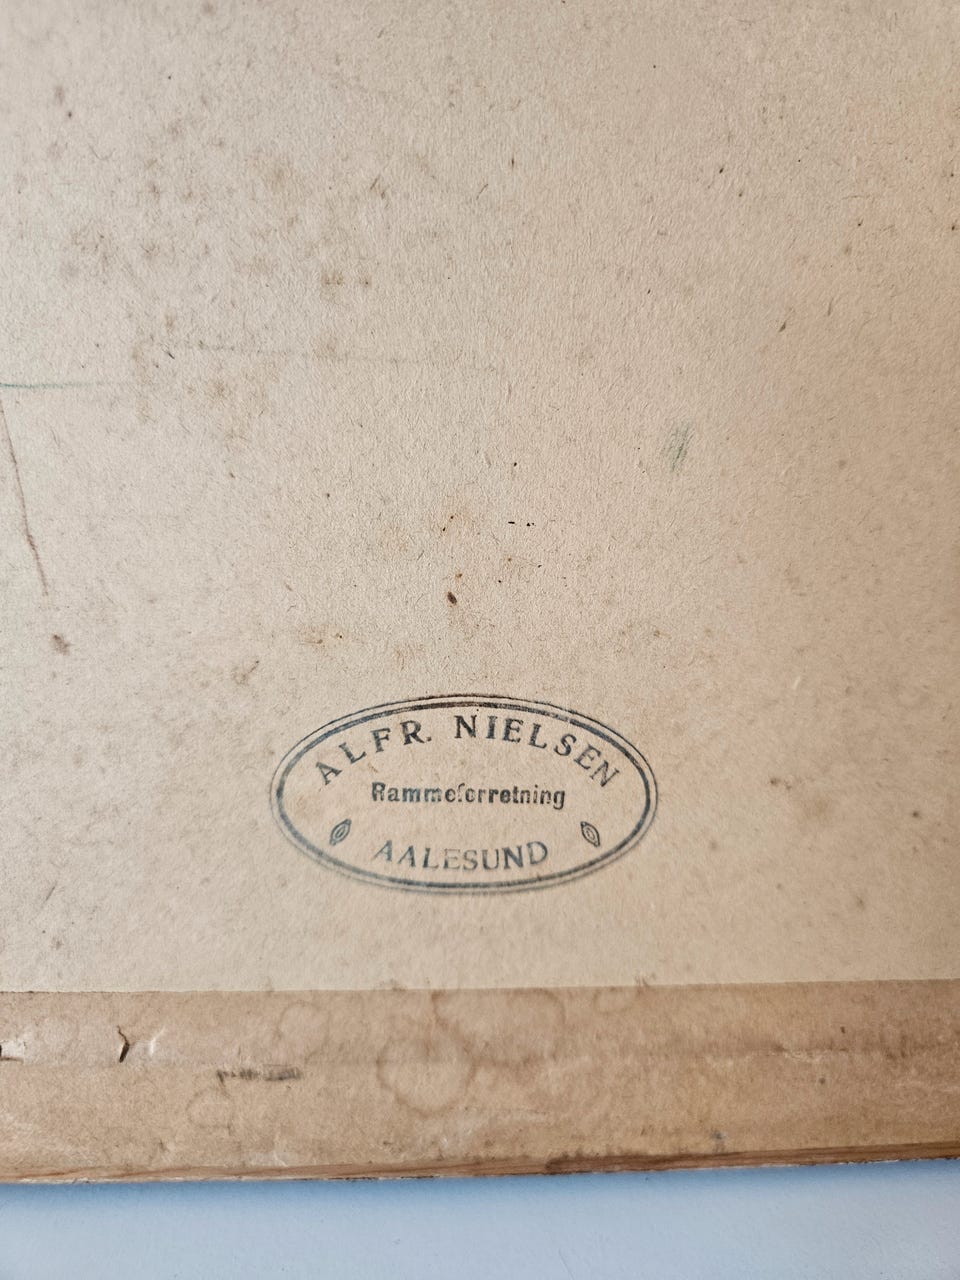 ALFR. NIELSEN
Rammeforretning
AALESUND